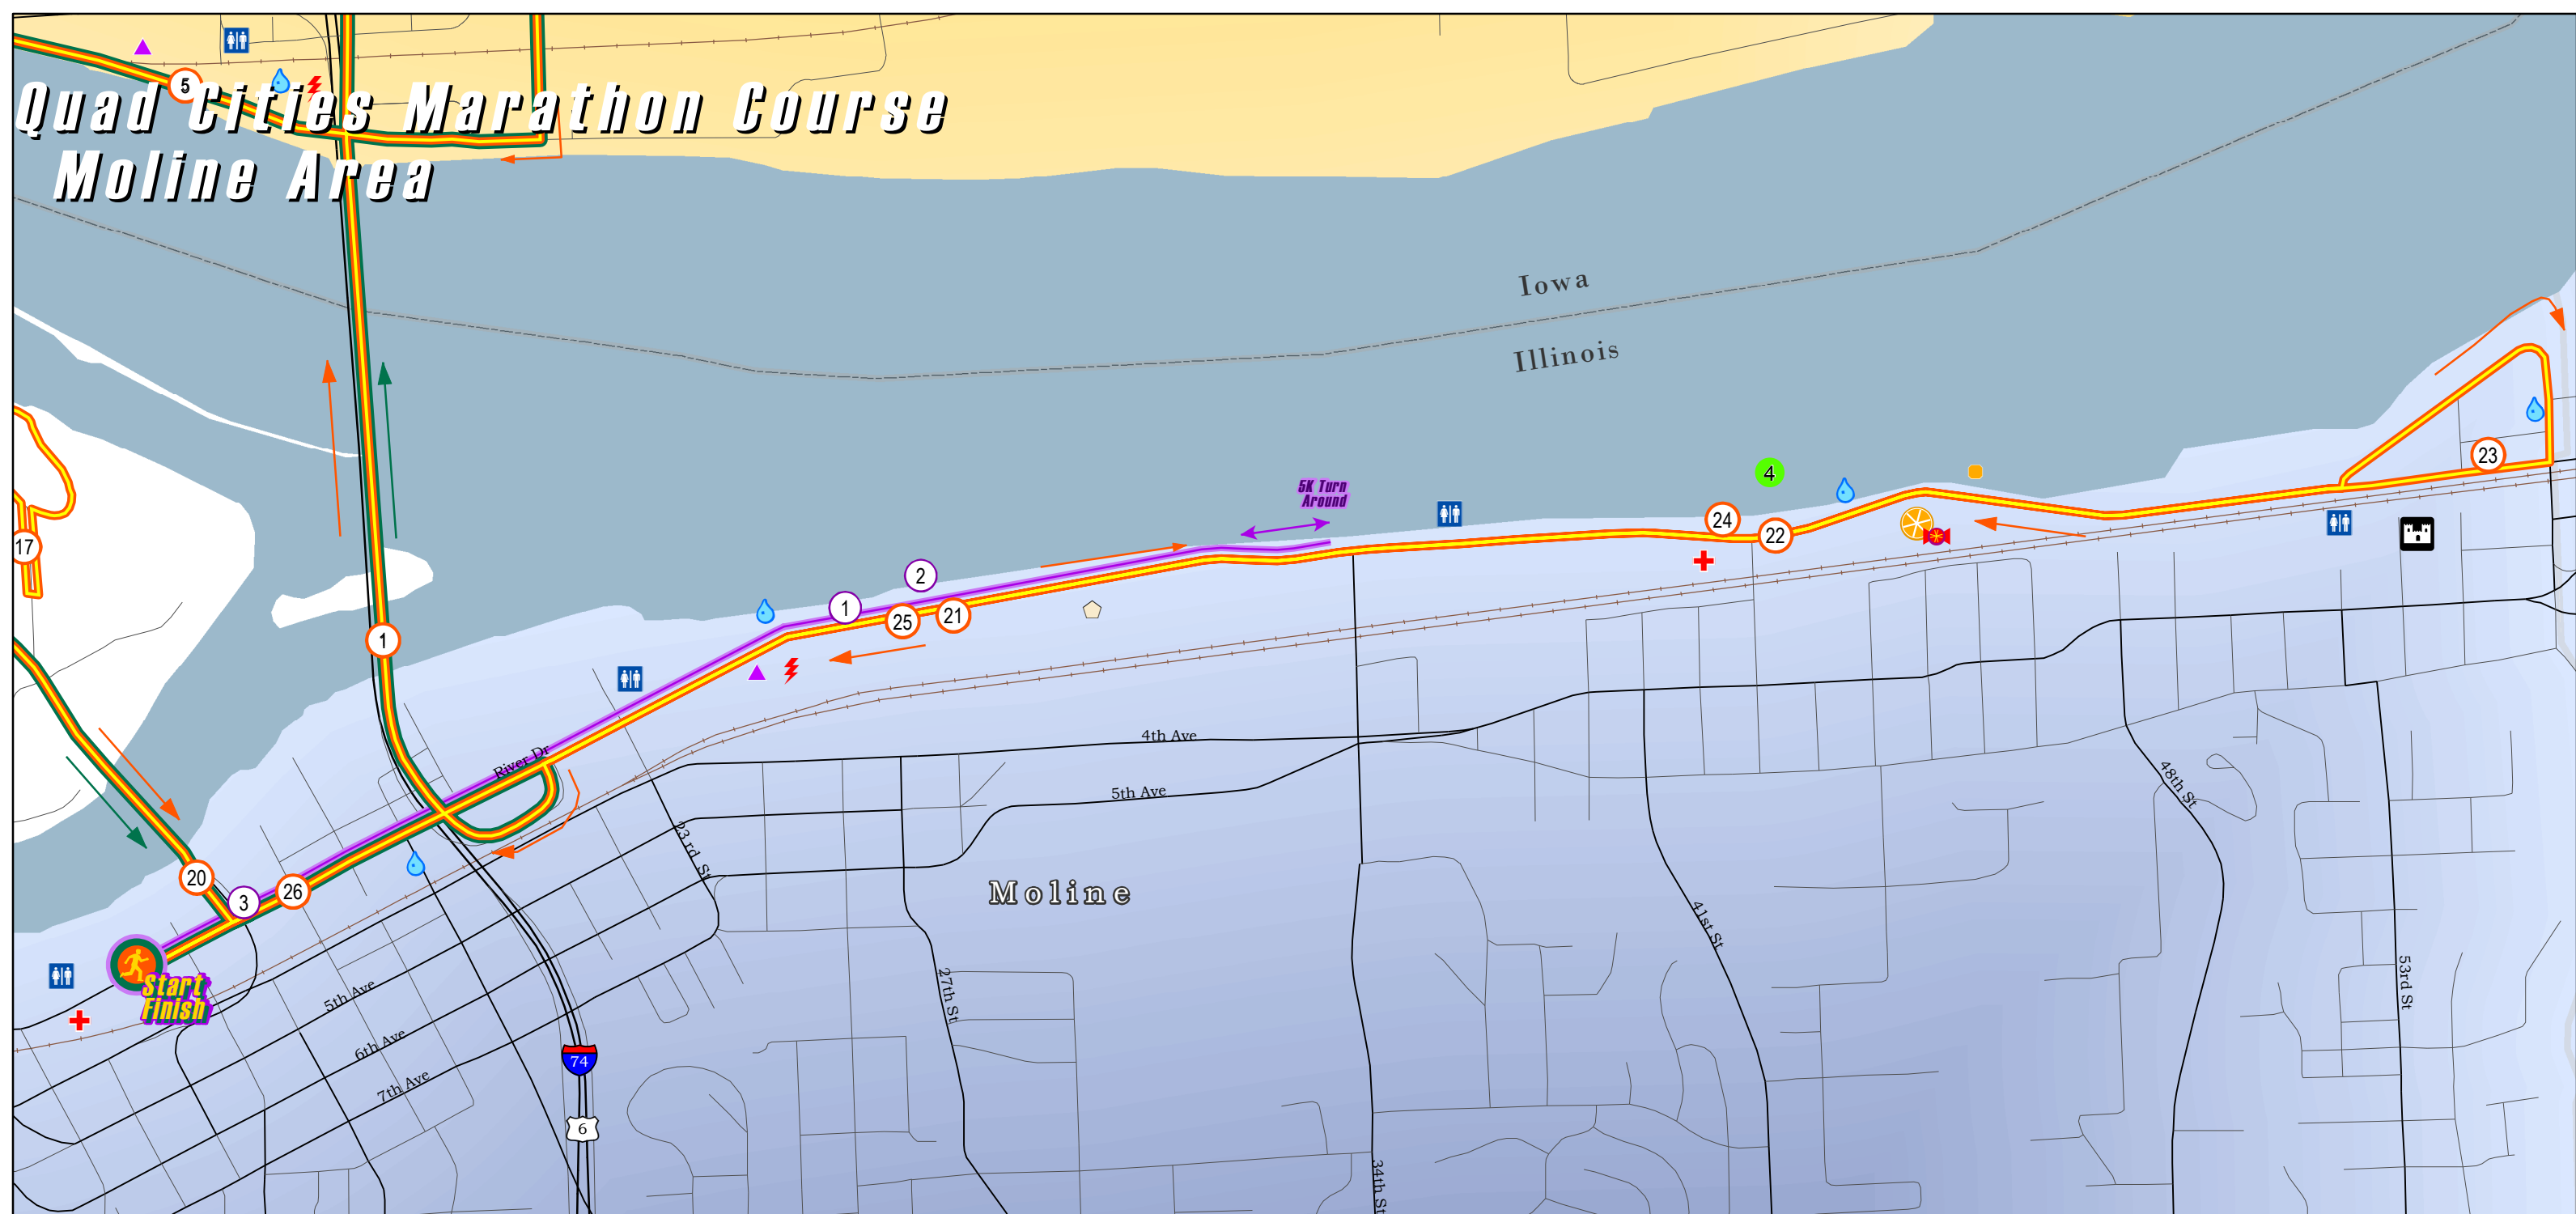 5
Quad Cities Marathon Course
Moline Area
Iowa
Illinois
5K Turn
Around
4
23
24
22
17
2
1
25
21
1
River Dr
4th Ave
5th Ave
48th St
23rd St
20
3
26
Moline
41st St
27th St
53rd St
Start
Finish
5th Ave
6th Ave
7th Ave
74
6
34th St